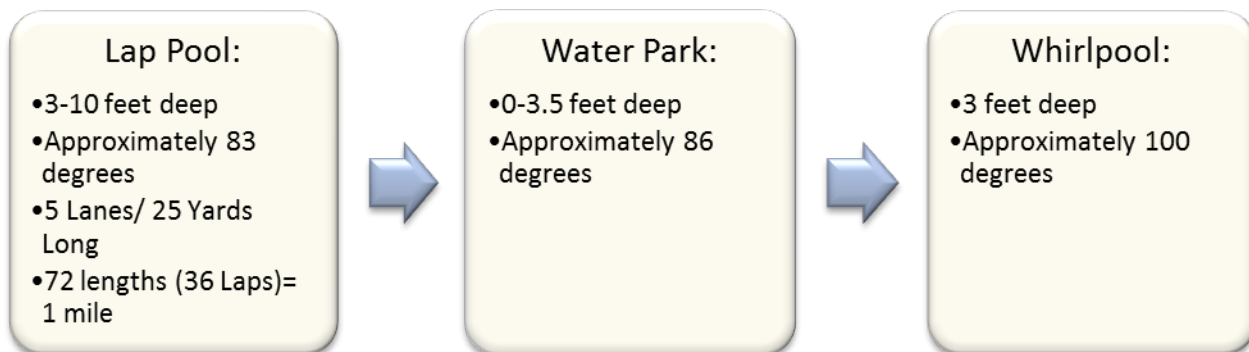 Lap Pool:
•3-10 feet deep
•Approximately 83
degrees
•5 Lanes/ 25 Yards
Long
•72 lengths (36 Laps)=
1 mile
Water Park:
•0-3.5 feet deep
•Approximately 86
degrees
Whirlpool:
•3 feet deep
•Approximately 100
degrees